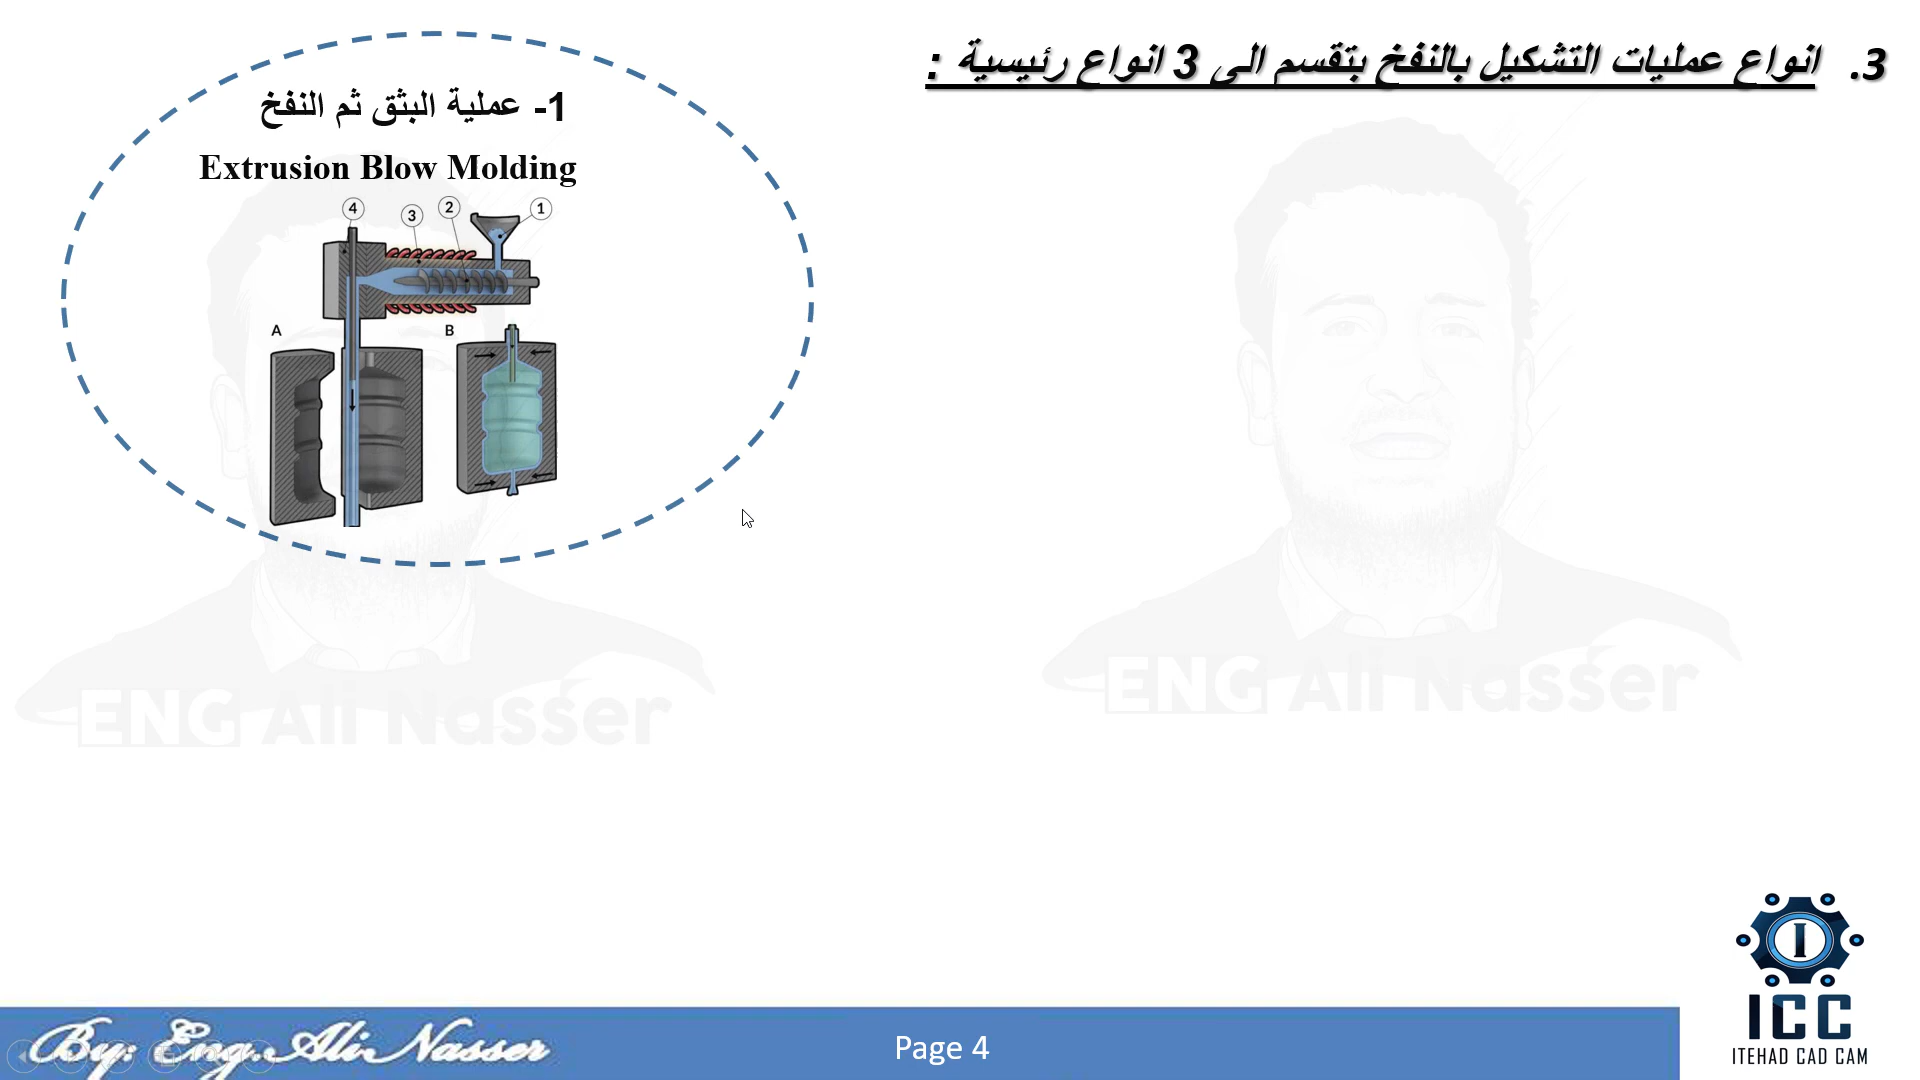 3. انواع عمليات التشكيل بالنفخ بتقسم الى 3 انواع رئيسية :
1- عملية البثق ثم النفخ
Extrusion Blow Molding
4 3 2 1
A B
ENG Ali Nasser
ENG Ali Nasser
I
ICC
ITEHAD CAD CAM
By: Eng. Ali Nasser
Page 4